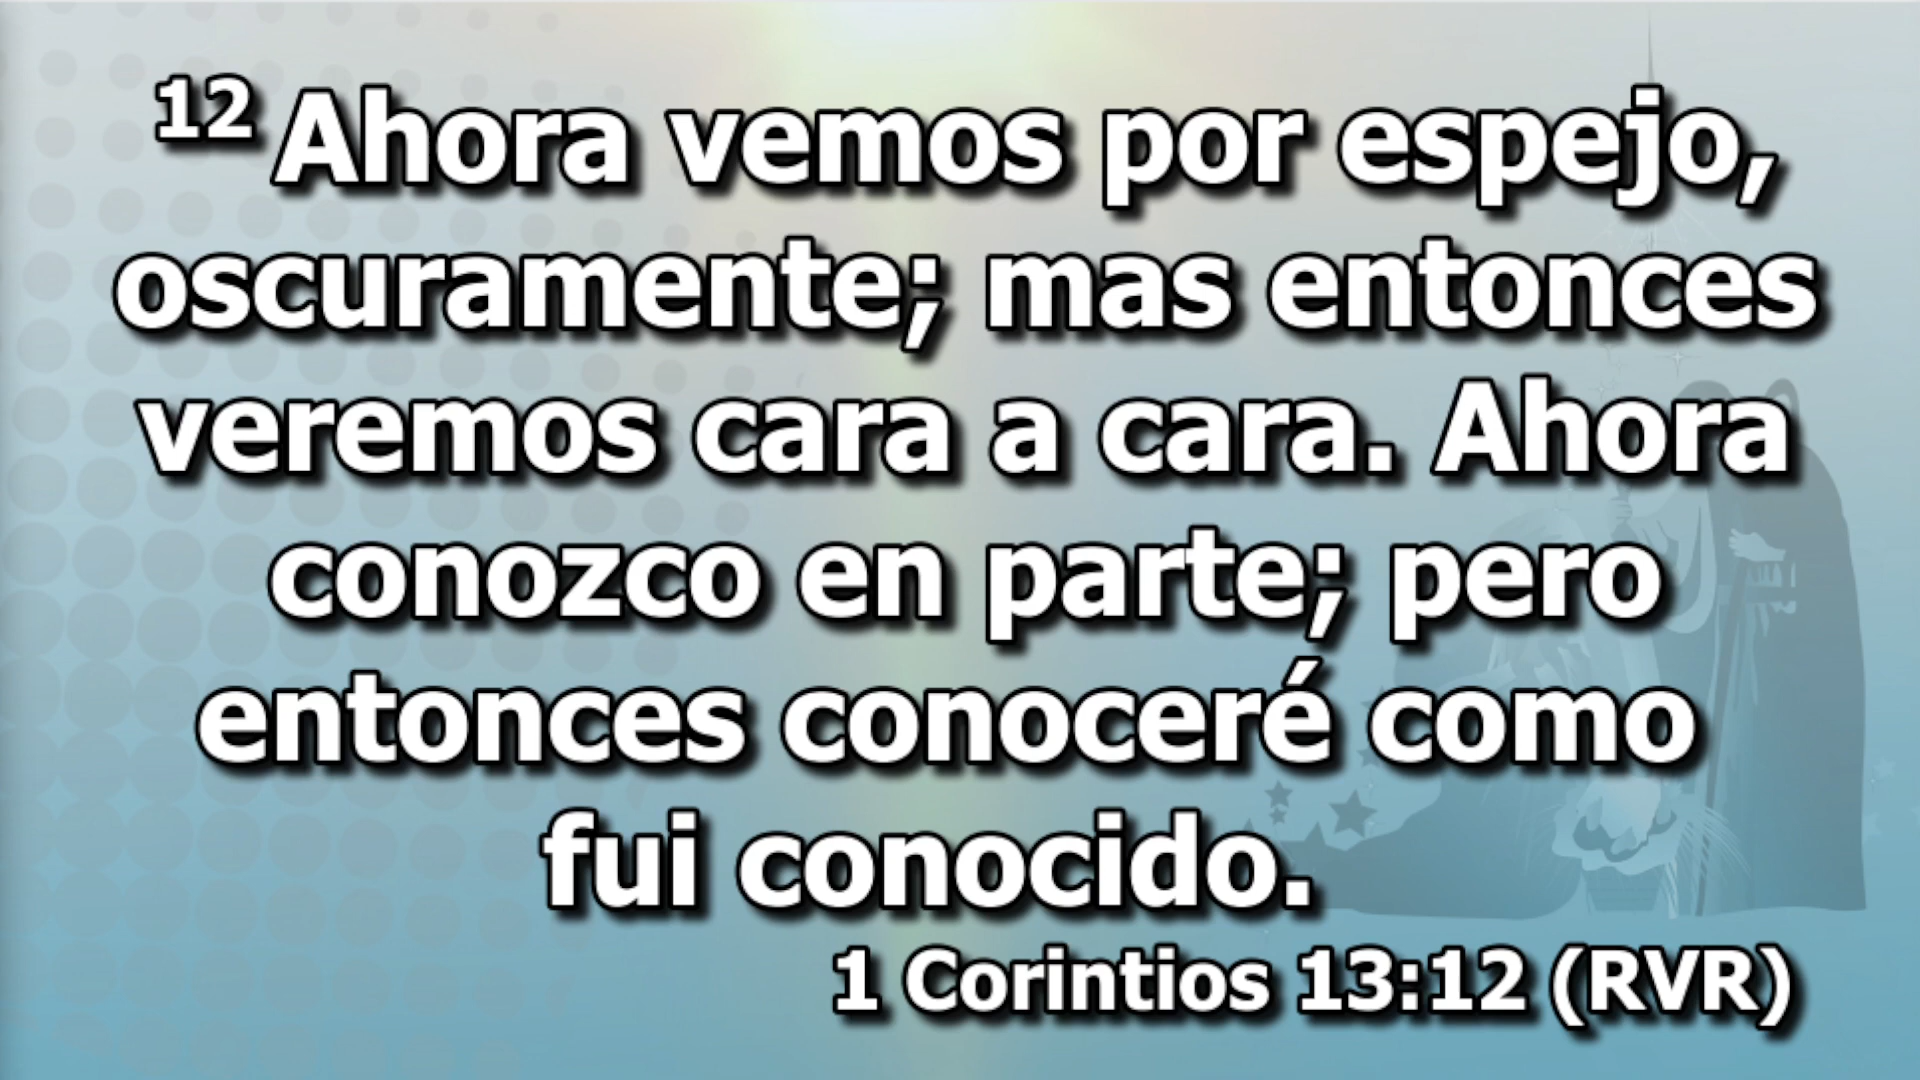 12 Ahora vemos por espejo,
oscuramente; mas entonces
veremos cara a cara. Ahora
conozco en parte; pero
entonces conoceré como
fui conocido.
1 Corintios 13:12 (RVR)